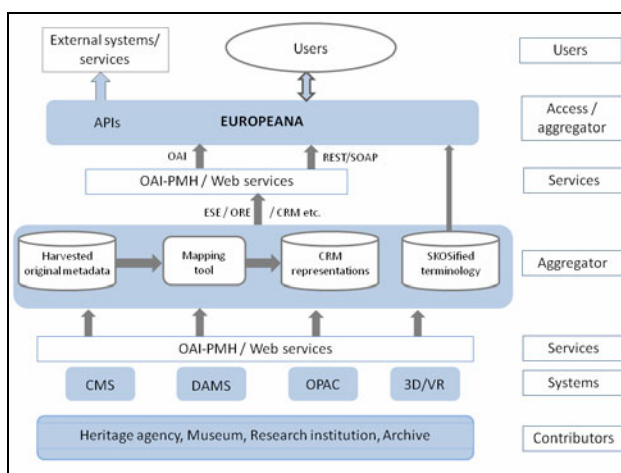 External systems/
services
Users
Users
APIs
EUROPEANA
Access /
aggregator
OAI
REST/SOAP
OAI-PMH / Web services
Services
ESE / ORE / CRM etc.
Harvested
original metadata
Mapping
tool
CRM
representations
SKOSified
terminology
Aggregator
OAI-PMH / Web services
Services
CMS
DAMS
OPAC
3D/VR
Systems
Heritage agency, Museum, Research institution, Archive
Contributors